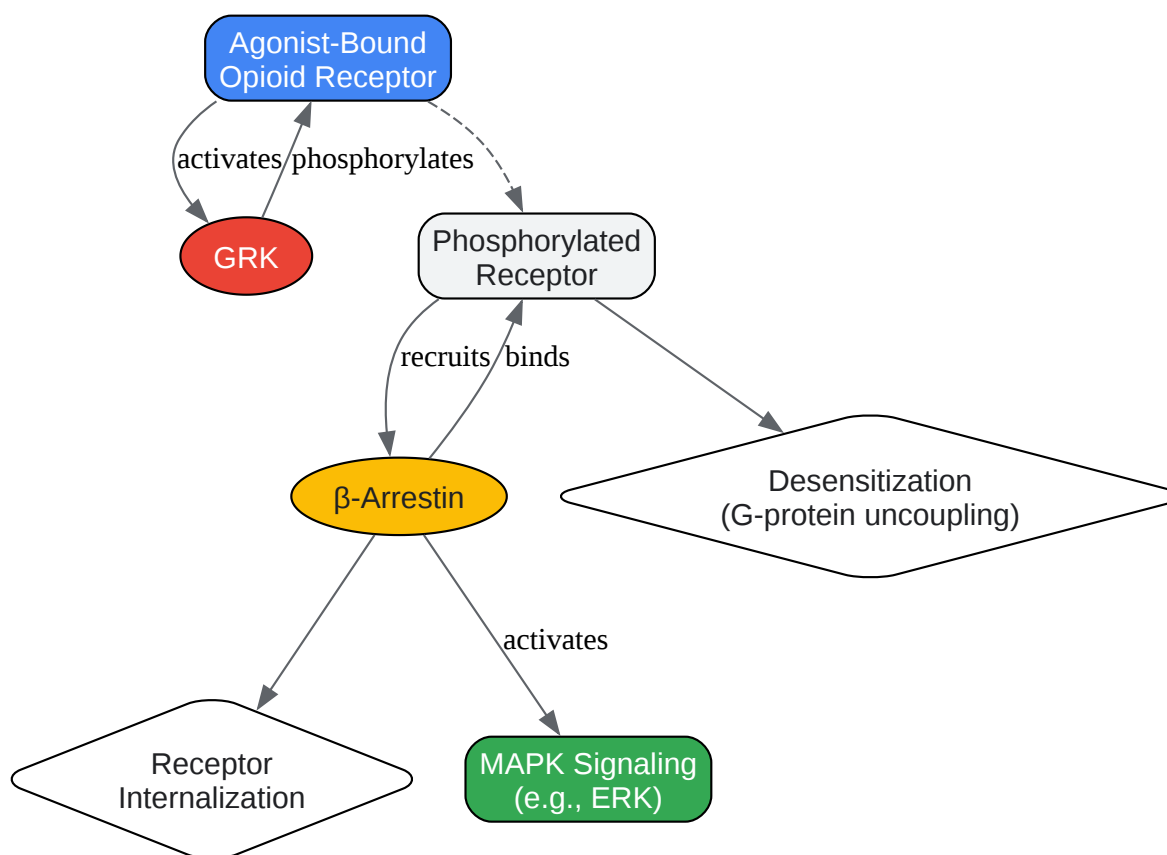 Agonist-Bound
Opioid Receptor
activates
phosphorylates
GRK
Phosphorylated
Receptor
recruits
binds
β-Arrestin
Desensitization
(G-protein uncoupling)
activates
Receptor
Internalization
MAPK Signaling
(e.g., ERK)